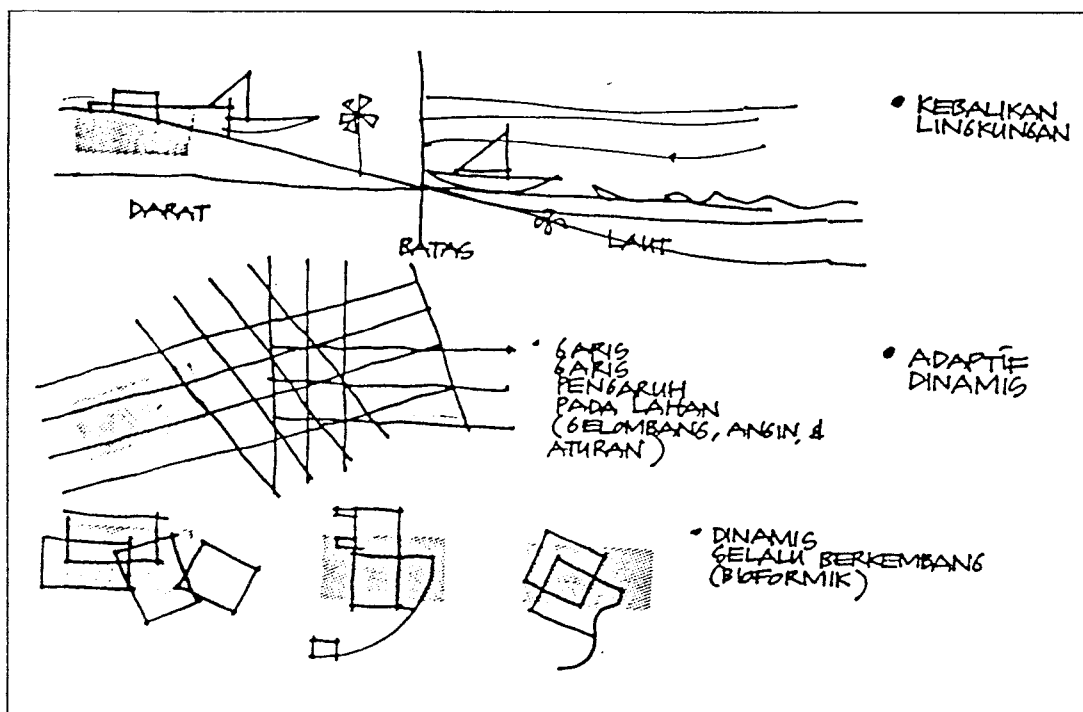 • KEBALIKAN
LINGKUNGAN
DARAT
BATAS
LAUT
• GARIS
GARIS
PENGARUH
PADA LAHAN
(GELOMBANG, ANGIN, &
ATURAN)
• ADAPTIF
DINAMIS
• DINAMIS
SELALU BERKEMBANG
(BIOFORMIK)